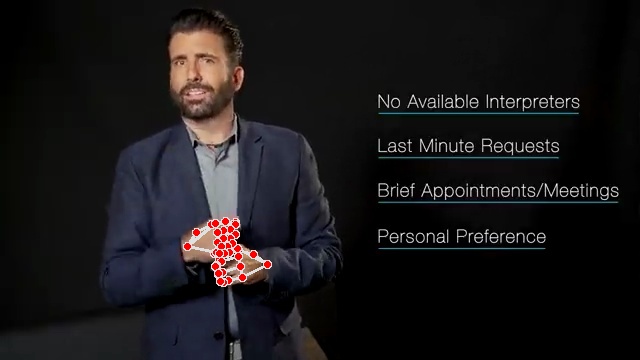 No Available Interpreters
Last Minute Requests
Brief Appointments/Meetings
Personal Preference